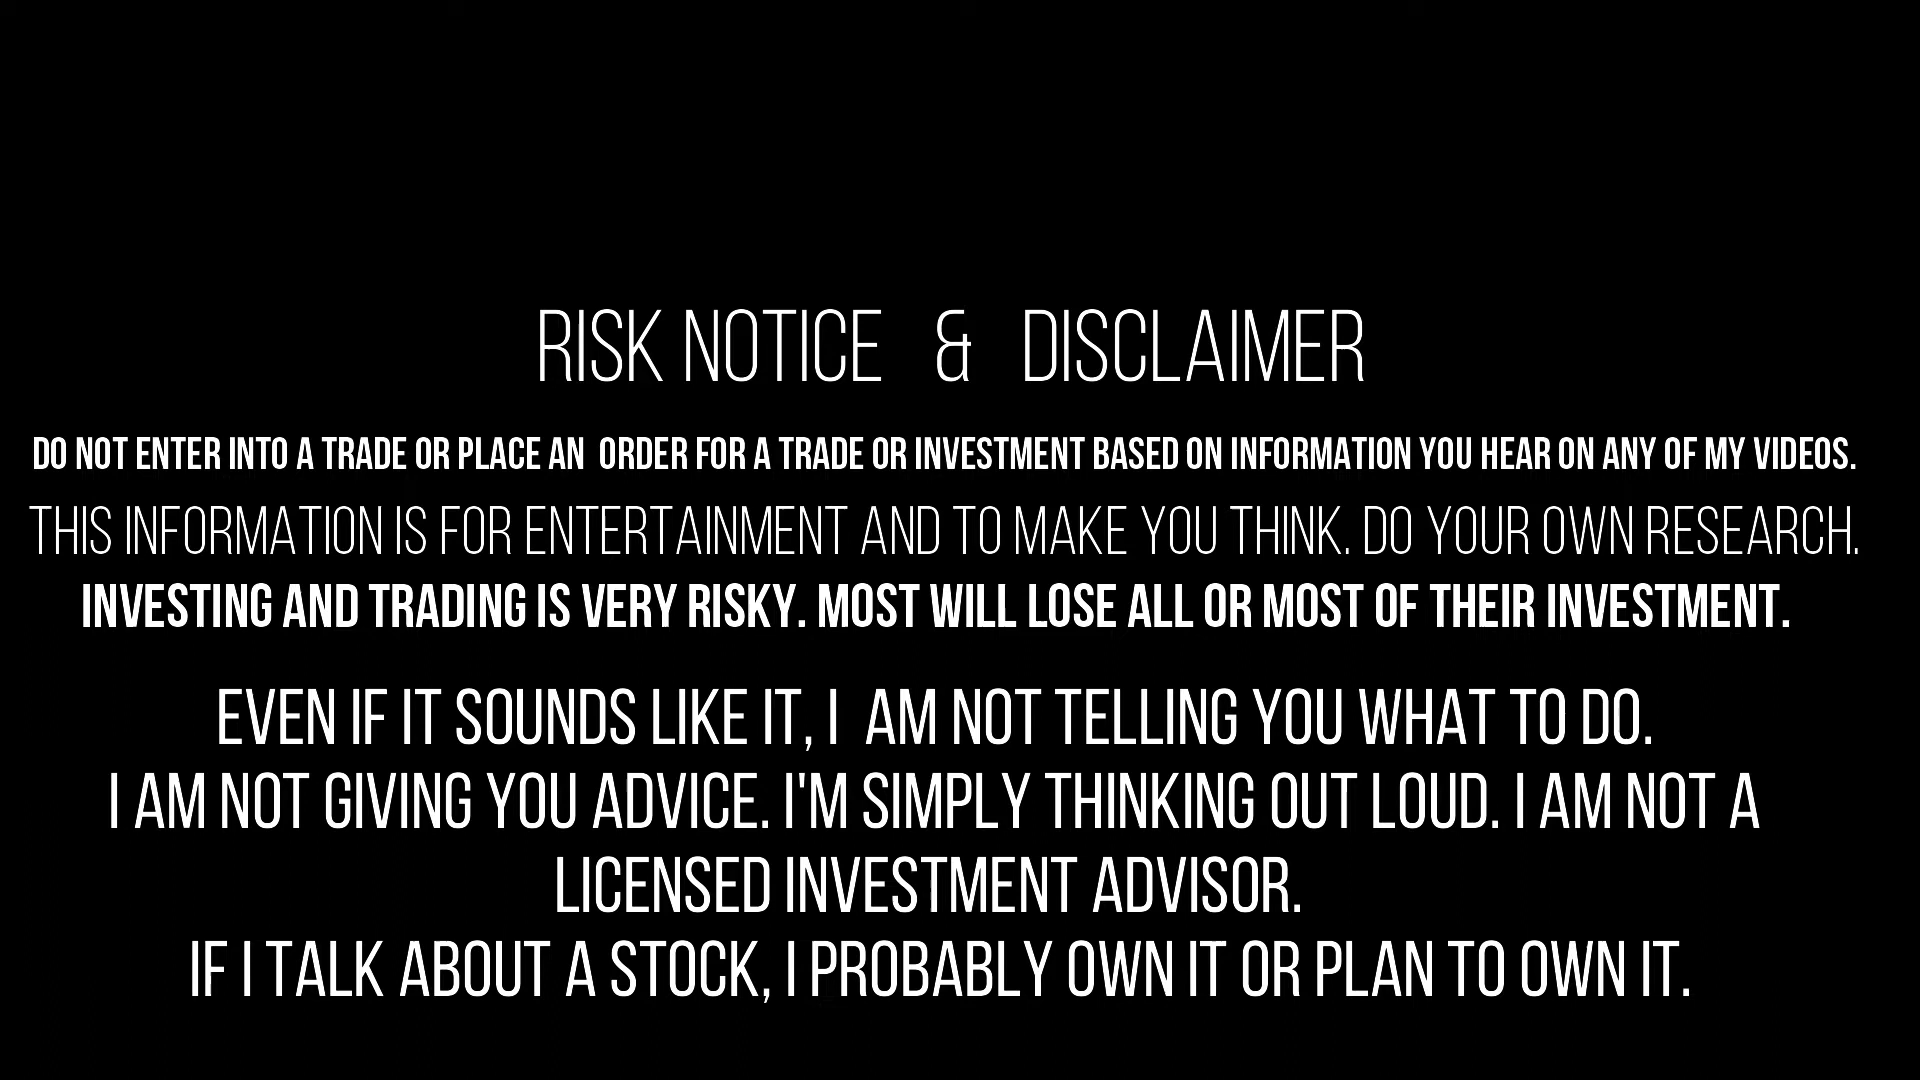 RISK NOTICE & DISCLAIMER
DO NOT ENTER INTO A TRADE OR PLACE AN ORDER FOR A TRADE OR INVESTMENT BASED ON INFORMATION YOU HEAR ON ANY OF MY VIDEOS.
THIS INFORMATION IS FOR ENTERTAINMENT AND TO MAKE YOU THINK. DO YOUR OWN RESEARCH.
INVESTING AND TRADING IS VERY RISKY. MOST WILL LOSE ALL OR MOST OF THEIR INVESTMENT.
EVEN IF IT SOUNDS LIKE IT, I AM NOT TELLING YOU WHAT TO DO.
I AM NOT GIVING YOU ADVICE. I'M SIMPLY THINKING OUT LOUD. I AM NOT A
LICENSED INVESTMENT ADVISOR.
IF I TALK ABOUT A STOCK, I PROBABLY OWN IT OR PLAN TO OWN IT.